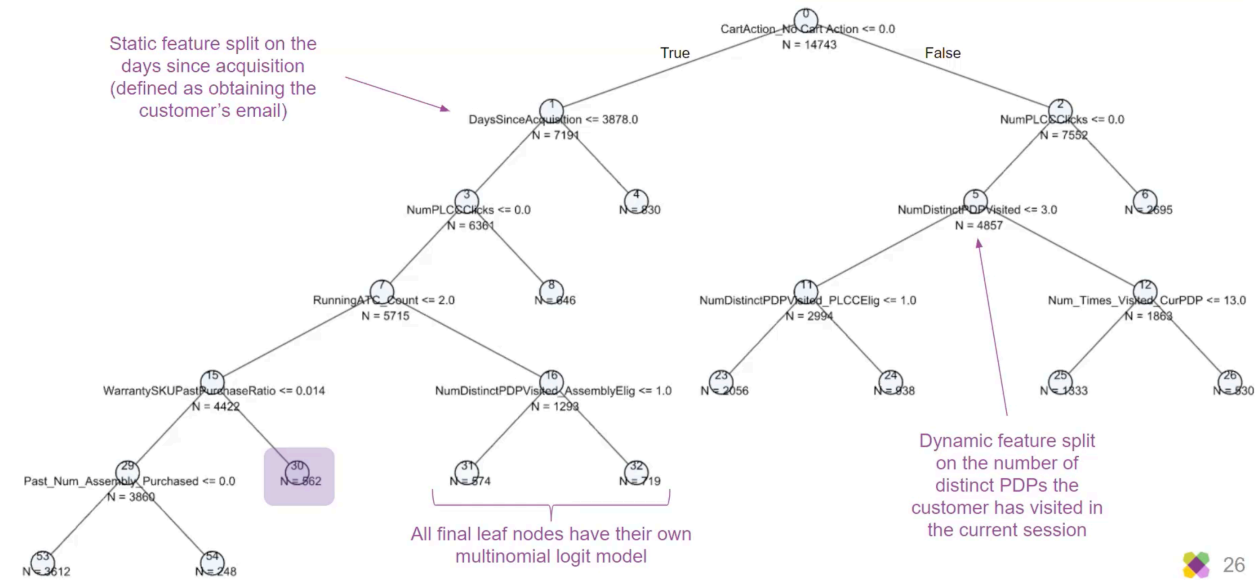 0
CartAction_No Cart Action <= 0.0
N = 14743
True
False
Static feature split on the
days since acquisition
(defined as obtaining the
customer's email)
1
DaysSinceAcquisition <= 3878.0
N = 7191
2
NumPLCCClicks <= 0.0
N = 7552
3
NumPLCCClicks <= 0.0
N = 6361
4
N = 830
5
NumDistinctPDPVisited <= 3.0
N = 4857
6
N = 2695
7
RunningATC_Count <= 2.0
N = 5715
8
N = 646
11
NumDistinctPDPVisited_PLCCElig <= 1.0
N = 2994
12
Num_Times_Visited_CurPDP <= 13.0
N = 1863
15
WarrantySKUPastPurchaseRatio <= 0.014
N = 4422
16
NumDistinctPDPVisited_AssemblyElig <= 1.0
N = 1293
23
N = 2056
24
N = 938
25
N = 1333
26
N = 530
29
Past_Num_Assembly_Purchased <= 0.0
N = 3860
30
N = 562
31
N = 574
32
N = 719
53
N = 3612
54
N = 248
All final leaf nodes have their own
multinomial logit model
Dynamic feature split
on the number of
distinct PDPs the
customer has visited in
the current session
26